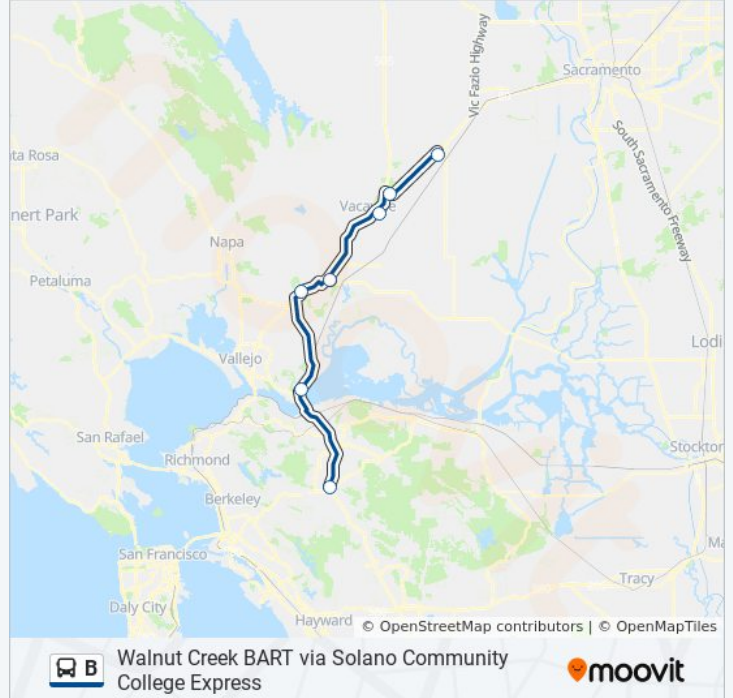 Vic Fazio Highway
Sacramento
South Sacramento Freeway
ta Rosa
nert Park
Napa
Petaluma
Vallejo
Lodi
San Rafael
Richmond
Stockton
Berkeley
San Francisco
Tracy
Daly City
Hayward
© OpenStreetMap contributors | © OpenMapTiles
B
Walnut Creek BART via Solano Community
College Express
moovit